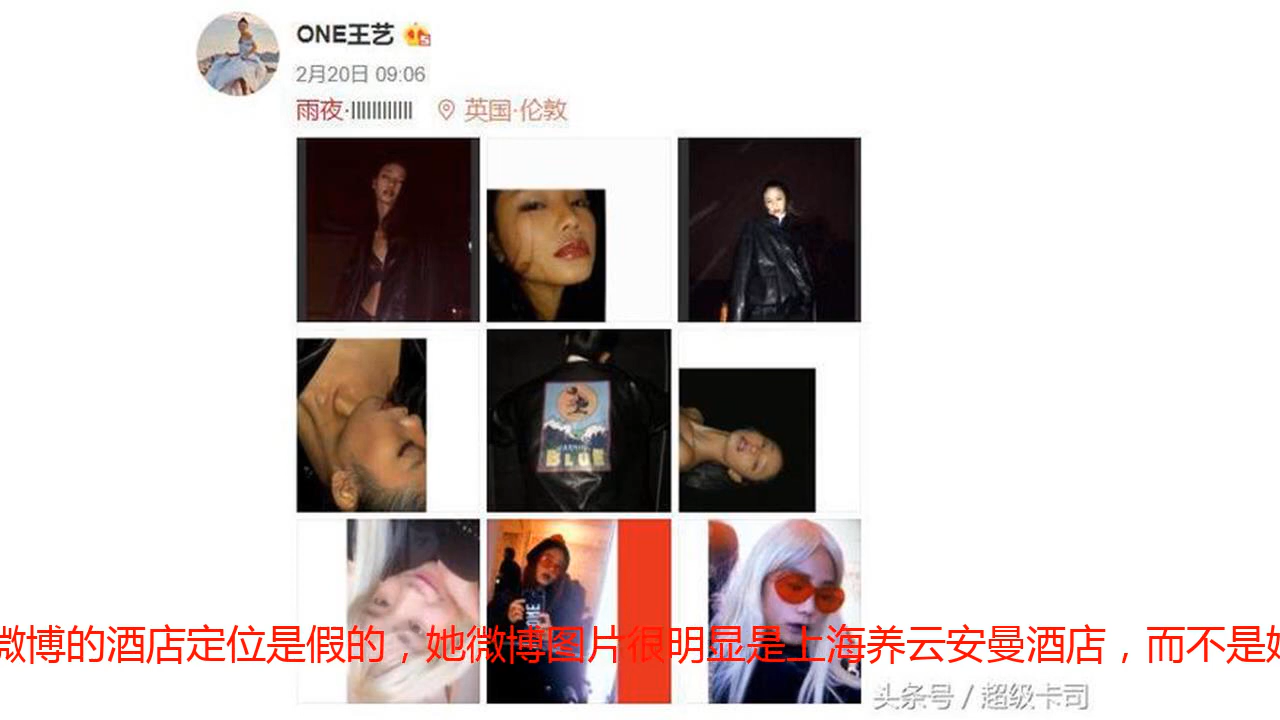 ONE王艺
2月20日 09:06
雨夜·|||||||||||| 英国·伦敦
BLUE
微博的酒店定位是假的，她微博图片很明显是上海养云安曼酒店，而不是她
头条号 / 超级卡司